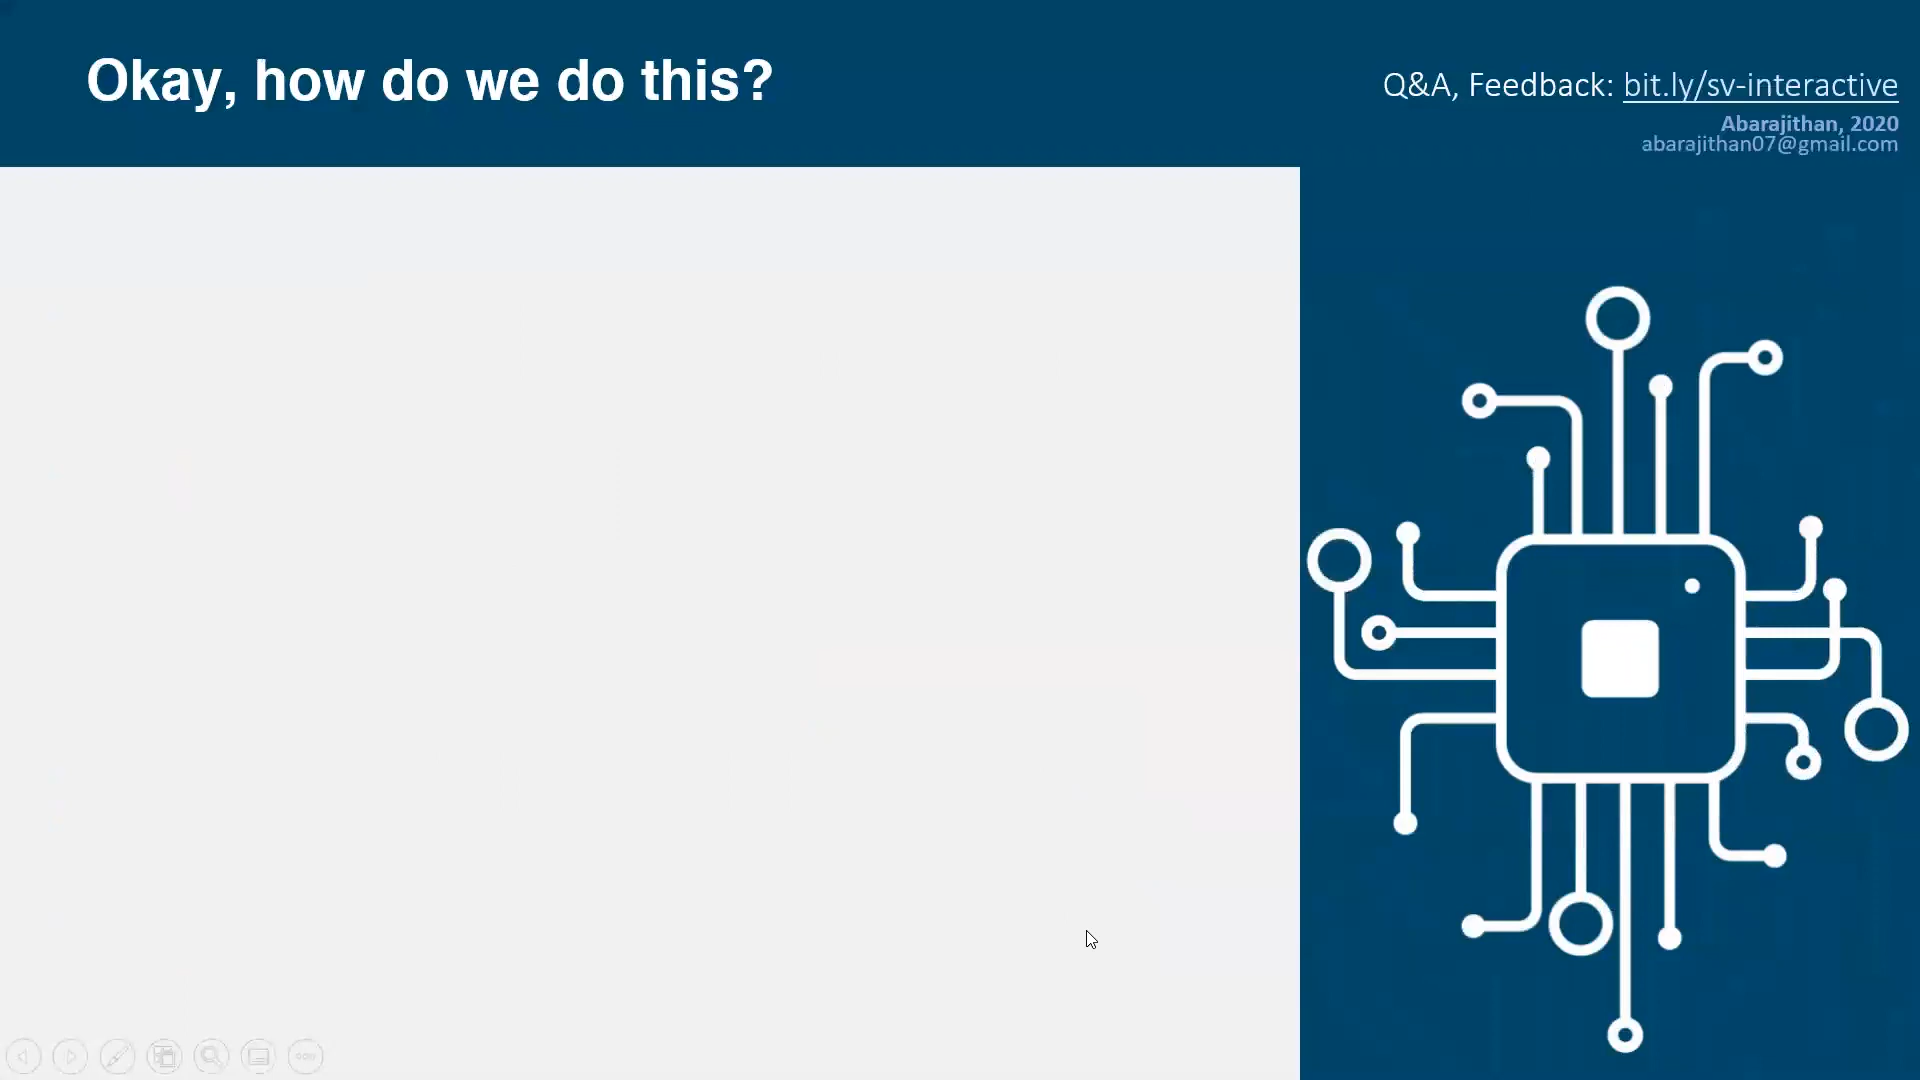 Okay, how do we do this?
Q&A, Feedback: bit.ly/sv-interactive
Abarajithan, 2020
abarajithan07@gmail.com